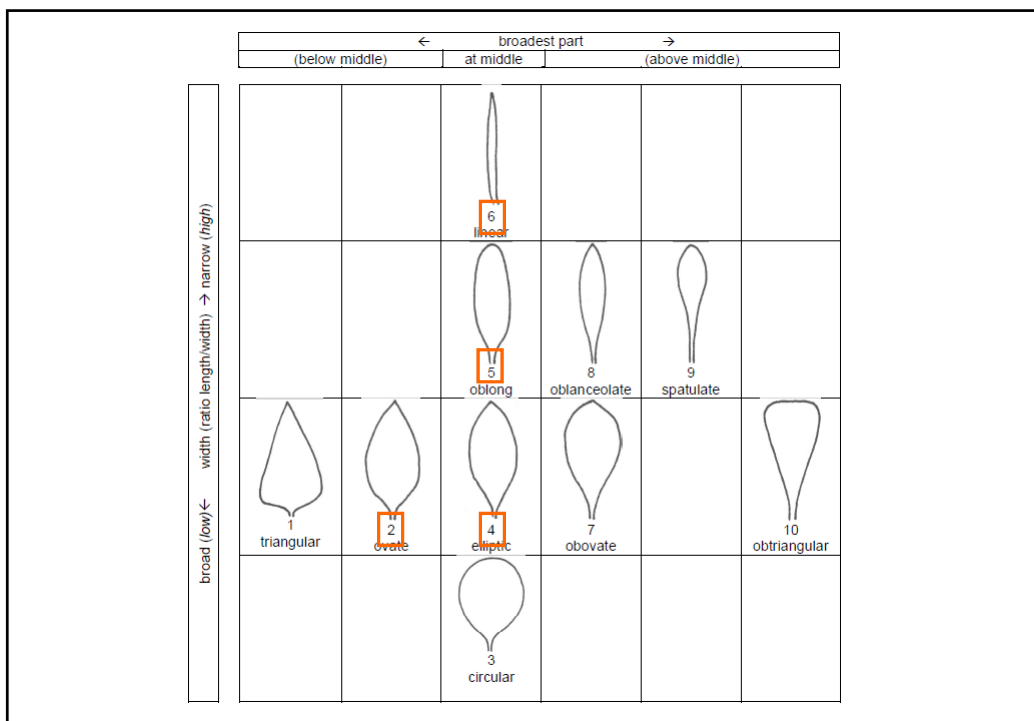 ← broadest part →
(below middle) at middle (above middle)
broad (low)← width (ratio length/width) → narrow (high)
6
linear
5 8 9
oblong oblanceolate spatulate
1 2 4 7 10
triangular ovate elliptic obovate obtriangular
3
circular